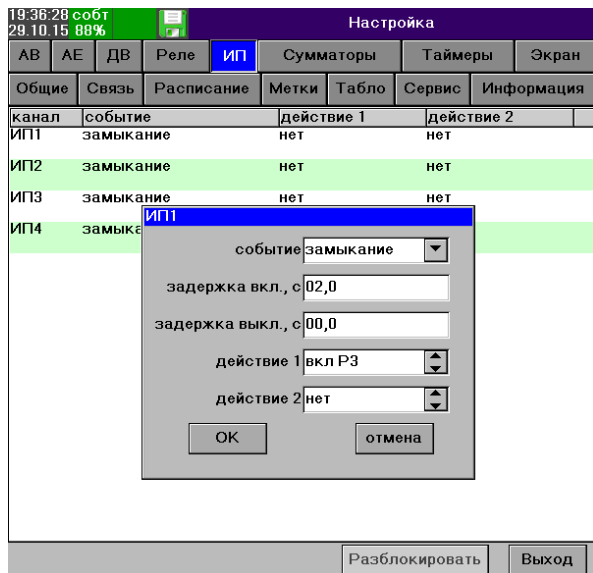 19:36:28 собт
29.10.15 88%
Настройка
АВ АЕ ДВ Реле ИП Сумматоры Таймеры Экран
Общие Связь Расписание Метки Табло Сервис Информация
канал событие действие 1 действие 2
ИП1 замыкание нет нет
ИП2 замыкание нет нет
ИП3 замыкание нет нет
ИП4 замыка
ИП1
событие замыкание
задержка вкл., с 02,0
задержка выкл., с 00,0
действие 1 вкл Р3
действие 2 нет
OK отмена
Разблокировать Выход